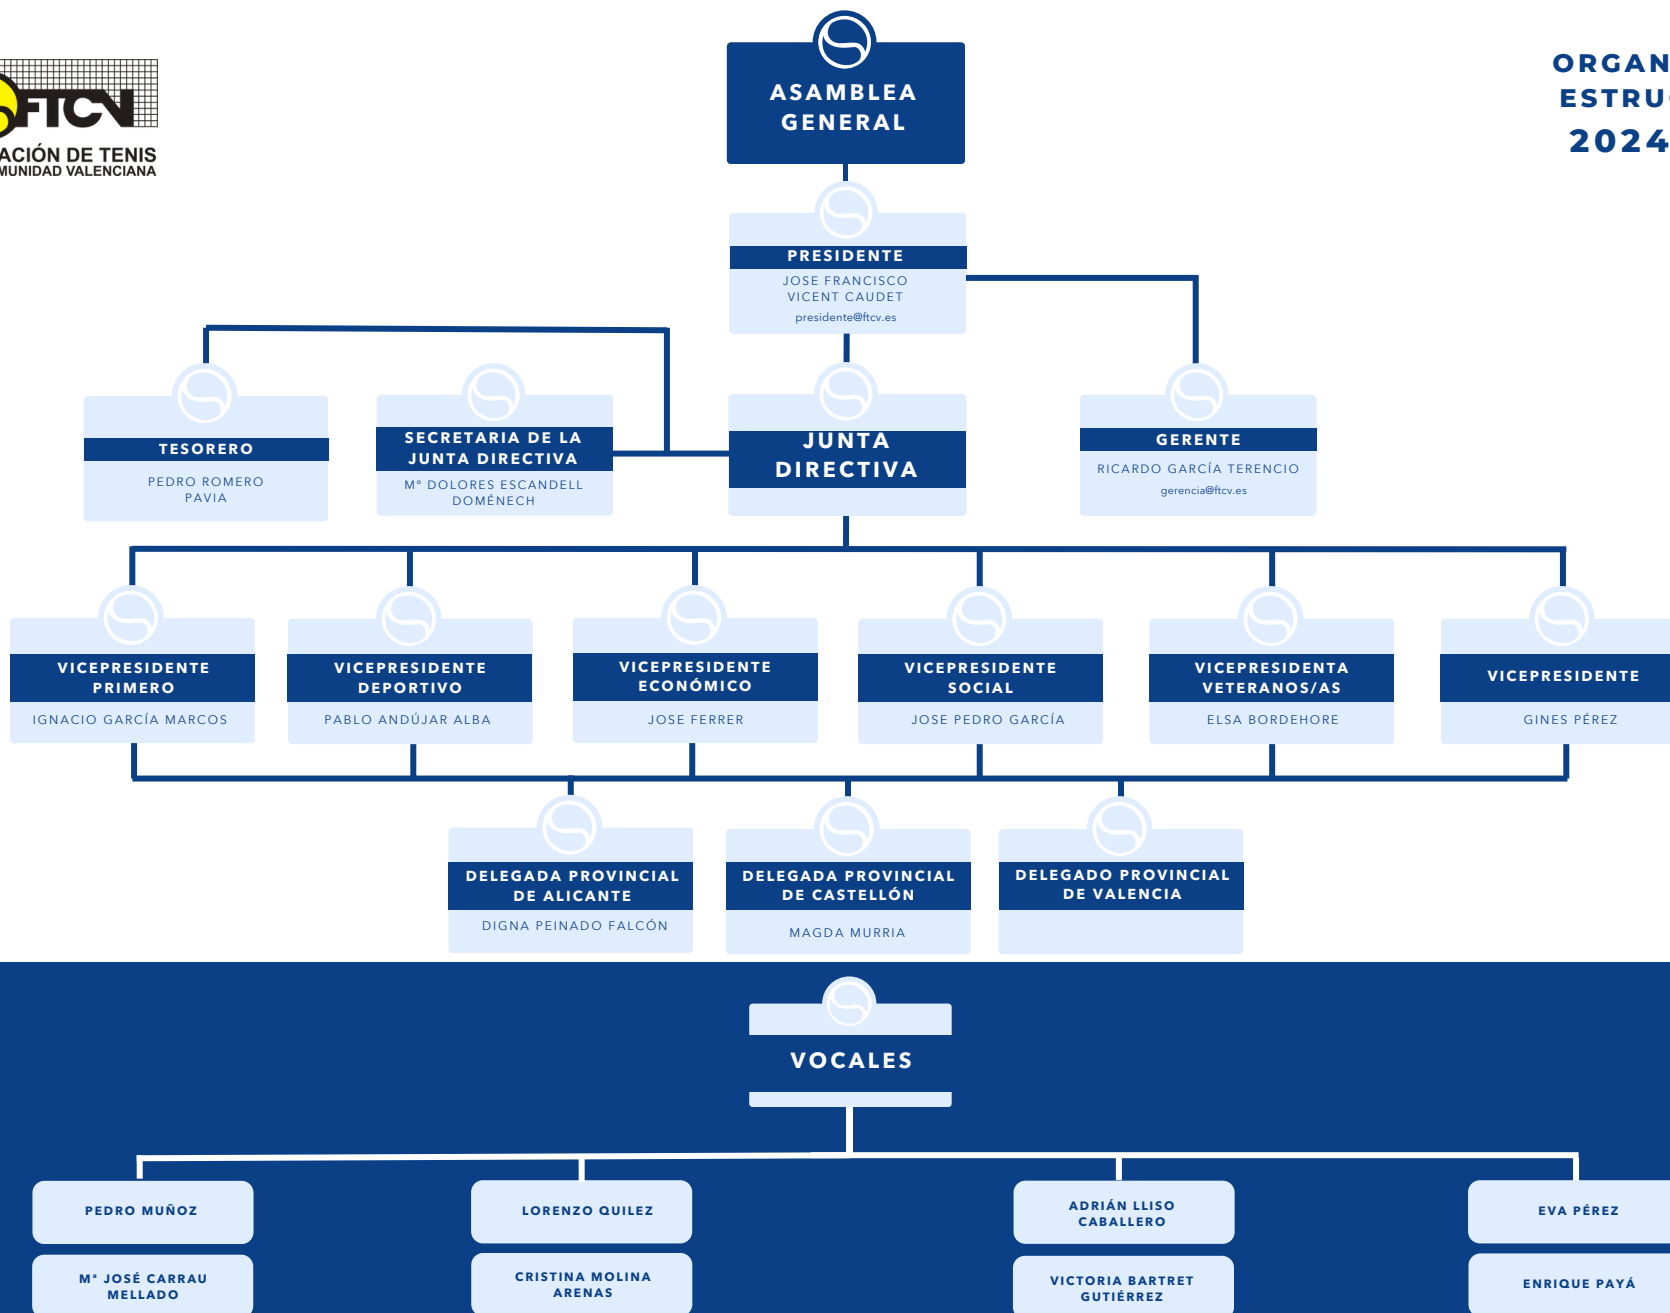 FTCV
ACIÓN DE TENIS
MUNIDAD VALENCIANA
ORGAN
ESTRU
2024
ASAMBLEA
GENERAL
PRESIDENTE
JOSE FRANCISCO
VICENT CAUDET
presidente@ftcv.es
TESORERO
PEDRO ROMERO
PAVIA
SECRETARIA DE LA
JUNTA DIRECTIVA
Mº DOLORES ESCANDELL
DOMÉNECH
JUNTA
DIRECTIVA
GERENTE
RICARDO GARCÍA TERENCIO
gerencia@ftcv.es
VICEPRESIDENTE
PRIMERO
IGNACIO GARCÍA MARCOS
VICEPRESIDENTE
DEPORTIVO
PABLO ANDÚJAR ALBA
VICEPRESIDENTE
ECONÓMICO
JOSE FERRER
VICEPRESIDENTE
SOCIAL
JOSE PEDRO GARCÍA
VICEPRESIDENTA
VETERANOS/AS
ELSA BORDEHORE
VICEPRESIDENTE
GINES PÉREZ
DELEGADA PROVINCIAL
DE ALICANTE
DIGNA PEINADO FALCÓN
DELEGADA PROVINCIAL
DE CASTELLÓN
MAGDA MURRIA
DELEGADO PROVINCIAL
DE VALENCIA
VOCALES
PEDRO MUÑOZ
LORENZO QUILEZ
ADRIÁN LLISO
CABALLERO
EVA PÉREZ
Mª JOSÉ CARRAU
MELLADO
CRISTINA MOLINA
ARENAS
VICTORIA BARTRET
GUTIÉRREZ
ENRIQUE PAYÁ